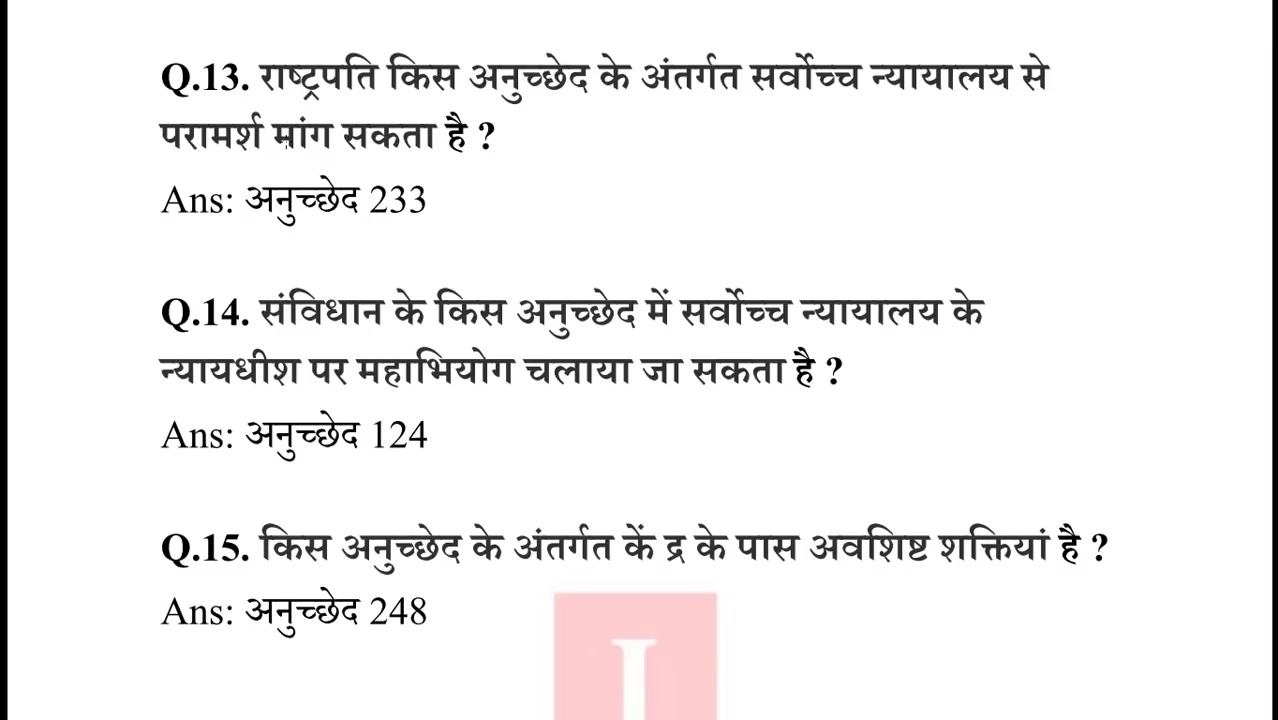 Q.13. राष्ट्रपति किस अनुच्छेद के अंतर्गत सर्वोच्च न्यायालय से
परामर्श मांग सकता है ?
Ans: अनुच्छेद 233
Q.14. संविधान के किस अनुच्छेद में सर्वोच्च न्यायालय के
न्यायधीश पर महाभियोग चलाया जा सकता है ?
Ans: अनुच्छेद 124
Q.15. किस अनुच्छेद के अंतर्गत कें द्र के पास अवशिष्ट शक्तियां है ?
Ans: अनुच्छेद 248